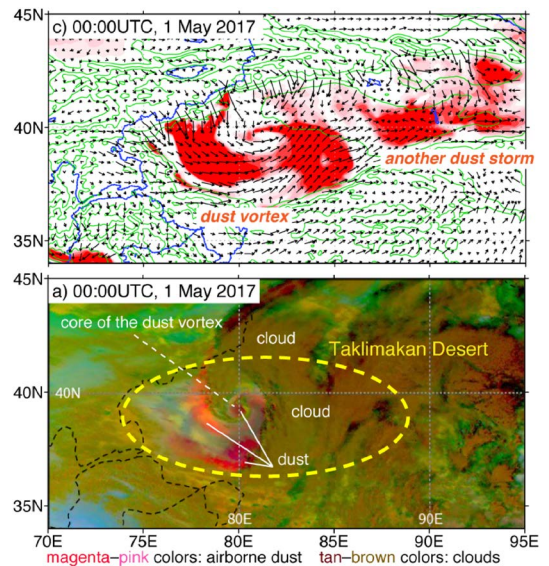 c) 00:00UTC, 1 May 2017
45N
40N
35N
another dust storm
dust vortex
a) 00:00UTC, 1 May 2017
45N
core of the dust vortex
cloud
Taklimakan Desert
40N
40N
cloud
dust
35N
80E
90E
70E
75E
80E
85E
90E
95E
magenta–pink colors: airborne dust tan–brown colors: clouds